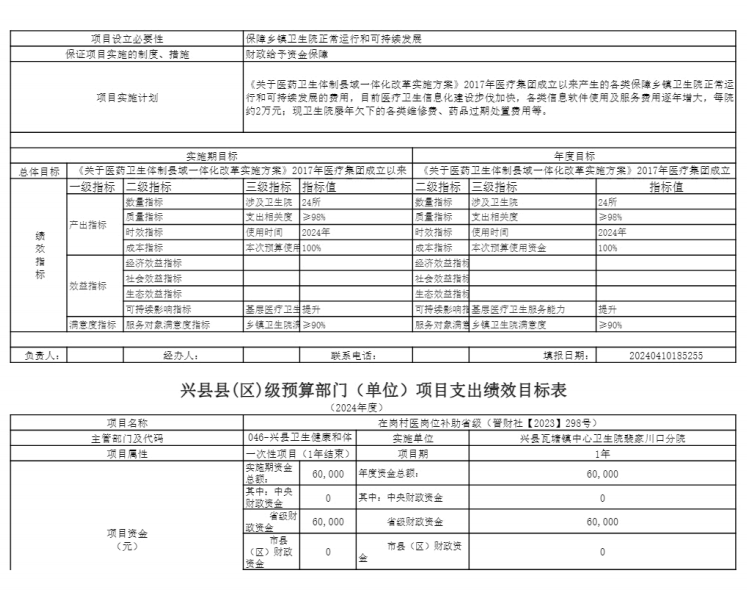 项目设立必要性 保障乡镇卫生院正常运行和可持续发展
保证项目实施的制度、措施 财政给予资金保障
项目实施计划 《关于医药卫生体制县域一体化改革实施方案》2017年医疗集团成立以来产生的各类保障乡镇卫生院正常运
行和可持续发展的费用，目前医疗卫生信息化建设步伐加快，各类信息软件使用及服务费用逐年增大，每院
约2万元；现卫生院屡年欠下的各类维修费、药品过期处置费用等。
实施期目标 年度目标
总体目标 《关于医药卫生体制县域一体化改革实施方案》2017年医疗集团成立以来 《关于医药卫生体制县域一体化改革实施方案》2017年医疗集团成立
绩效指标 一级指标 二级指标 三级指标 指标值 二级指标 三级指标 指标值
产出指标 数量指标 涉及卫生院 24所 数量指标 涉及卫生院 24所
质量指标 支出相关度 ≥98% 质量指标 支出相关度 ≥98%
时效指标 使用时间 2024年 时效指标 使用时间 2024年
成本指标 本次预算使用 100% 成本指标 本次预算使用资金 100%
效益指标 经济效益指标 经济效益指标
社会效益指标 社会效益指标
生态效益指标 生态效益指标
可持续影响指标 基层医疗卫生 提升 可持续影响指 基层医疗卫生服务能力 提升
满意度指标 服务对象满意度指标 乡镇卫生院满 ≥90% 服务对象满意 乡镇卫生院满意度 ≥90%
负责人： 经办人： 联系电话： 填报日期： 20240410185255
兴县县(区)级预算部门（单位）项目支出绩效目标表
（2024年度）
项目名称 在岗村医岗位补助省级（晋财社【2023】298号）
主管部门及代码 046-兴县卫生健康和体 实施单位 兴县瓦塘镇中心卫生院裴家川口分院
项目属性 一次性项目（1年结束） 项目期 1年
项目资金
（元） 实施期资金
总额： 60,000 年度资金总额： 60,000
其中：中央
财政资金 0 其中：中央财政资金 0
省级财
政资金 60,000 省级财政资金 60,000
市县
（区）财政
资金 0 市县（区）财政资
金 0